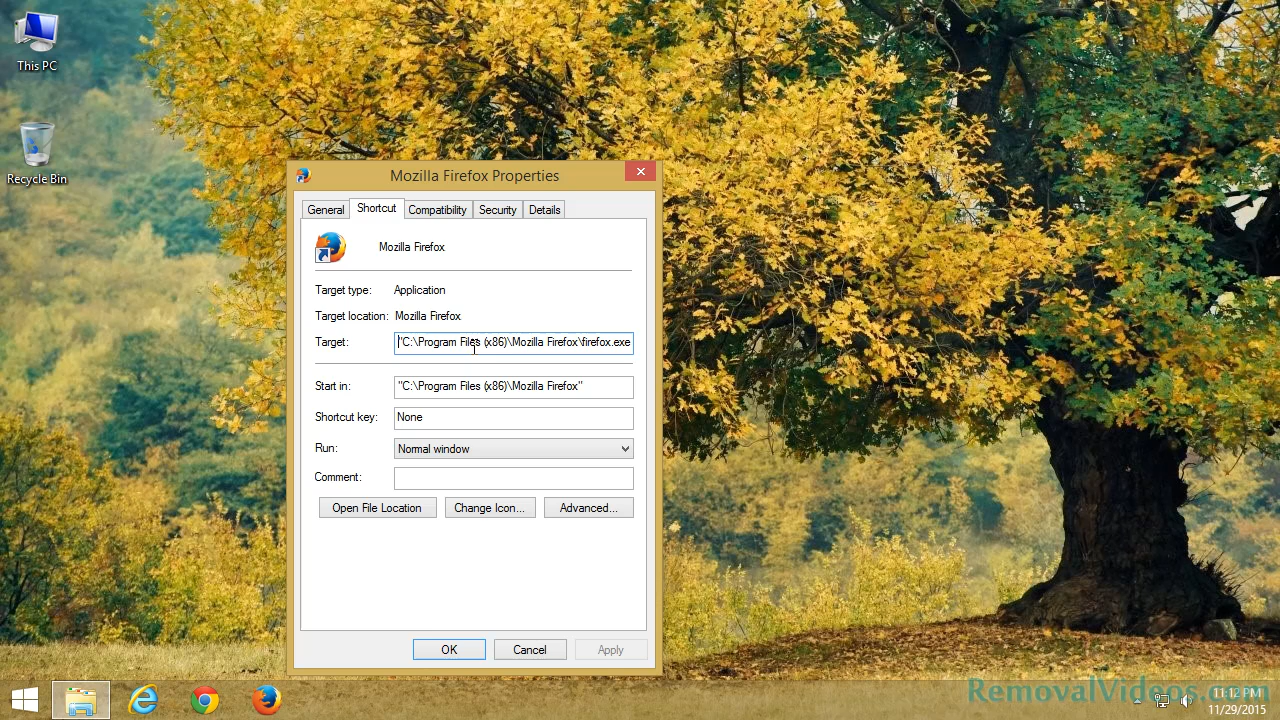 This PC
Recycle Bin
Mozilla Firefox Properties
General Shortcut Compatibility Security Details
Mozilla Firefox
Target type: Application
Target location: Mozilla Firefox
Target: "C:\Program Files (x86)\Mozilla Firefox\firefox.exe
Start in: "C:\Program Files (x86)\Mozilla Firefox"
Shortcut key: None
Run: Normal window
Comment:
Open File Location Change Icon... Advanced...
OK Cancel Apply
RemovalVideos.com
11:12 PM
11/29/2015